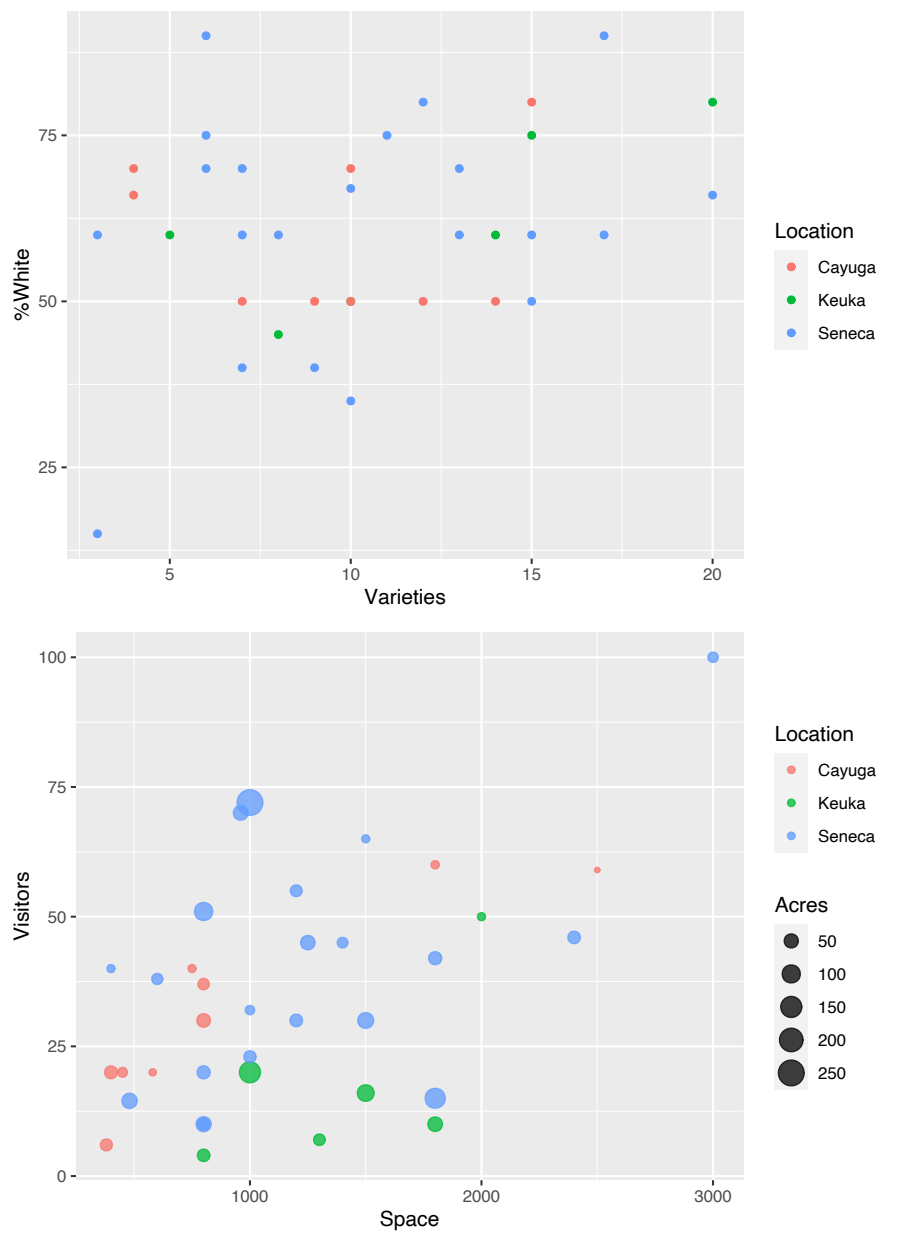 75
50
25
%White
5 10 15 20
Varieties
Location
Cayuga
Keuka
Seneca
100
75
50
25
0
Visitors
1000 2000 3000
Space
Location
Cayuga
Keuka
Seneca
Acres
50
100
150
200
250